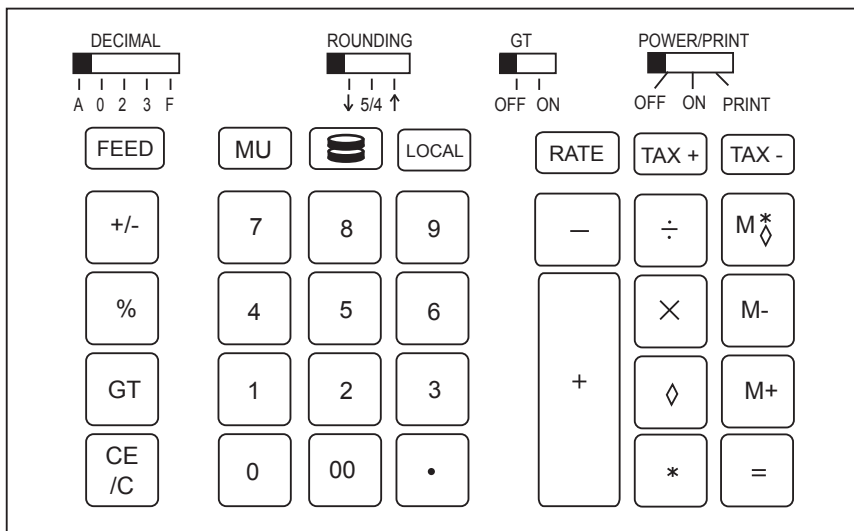 DECIMAL ROUNDING GT POWER/PRINT
A 0 2 3 F ↓ 5/4 ↑ OFF ON OFF ON PRINT
FEED MU LOCAL RATE TAX + TAX -
+/- 7 8 9 − ÷ M*◊
% 4 5 6 × M-
GT 1 2 3 + ◊ M+
CE
/C 0 00 • * =